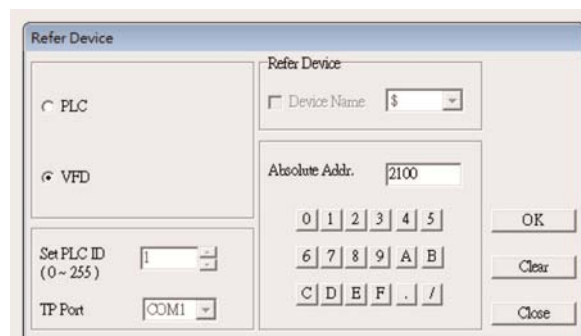 Refer Device
PLC
VFD
Set PLC ID
(0~255)
1
TP Port
COM1
Refer Device
Device Name
$
Absolute Addr.
2100
0 1 2 3 4 5
6 7 8 9 A B
C D E F . /
OK
Clear
Close